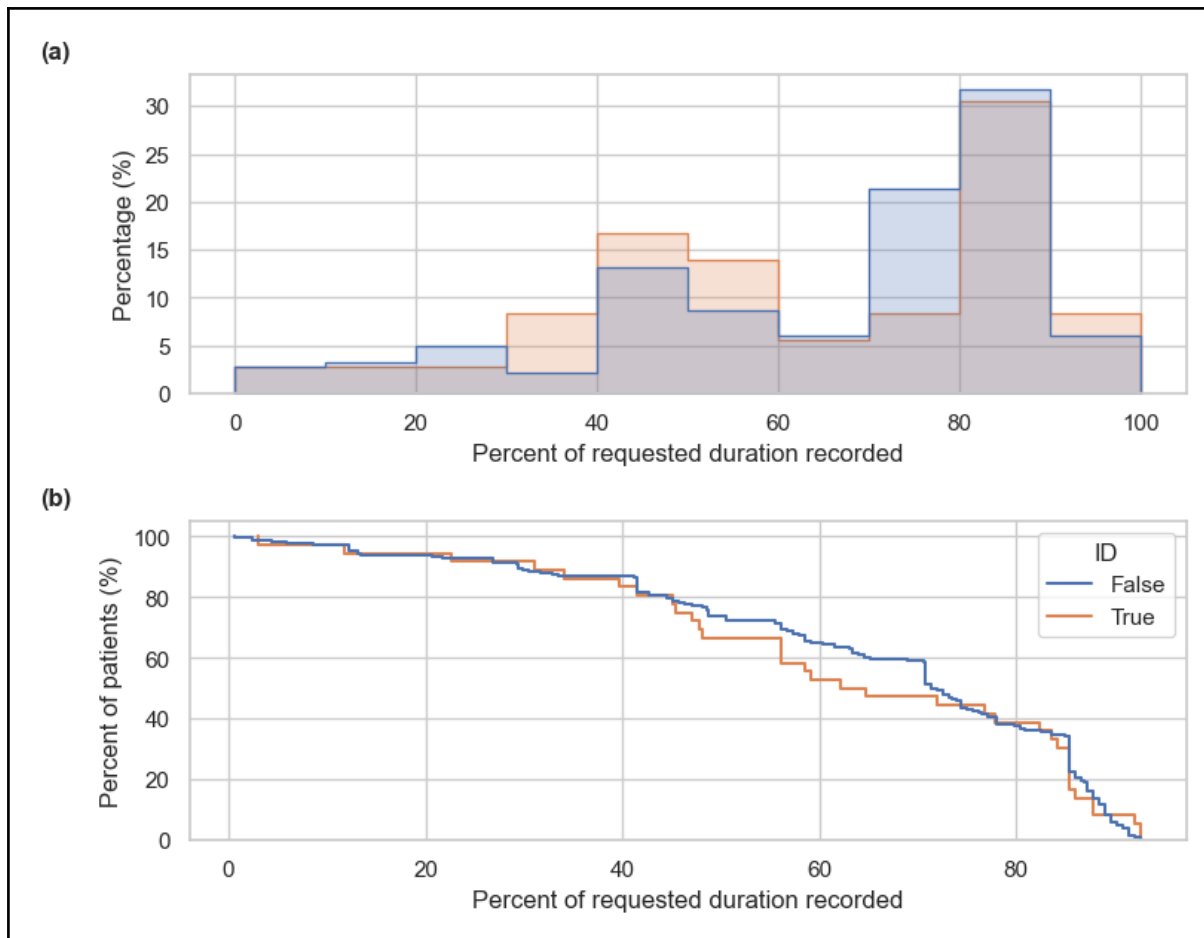 (a)
Percentage (%)
30
25
20
15
10
5
0
0 20 40 60 80 100
Percent of requested duration recorded
(b)
Percent of patients (%)
100
80
60
40
20
0
ID
False
True
0 20 40 60 80
Percent of requested duration recorded